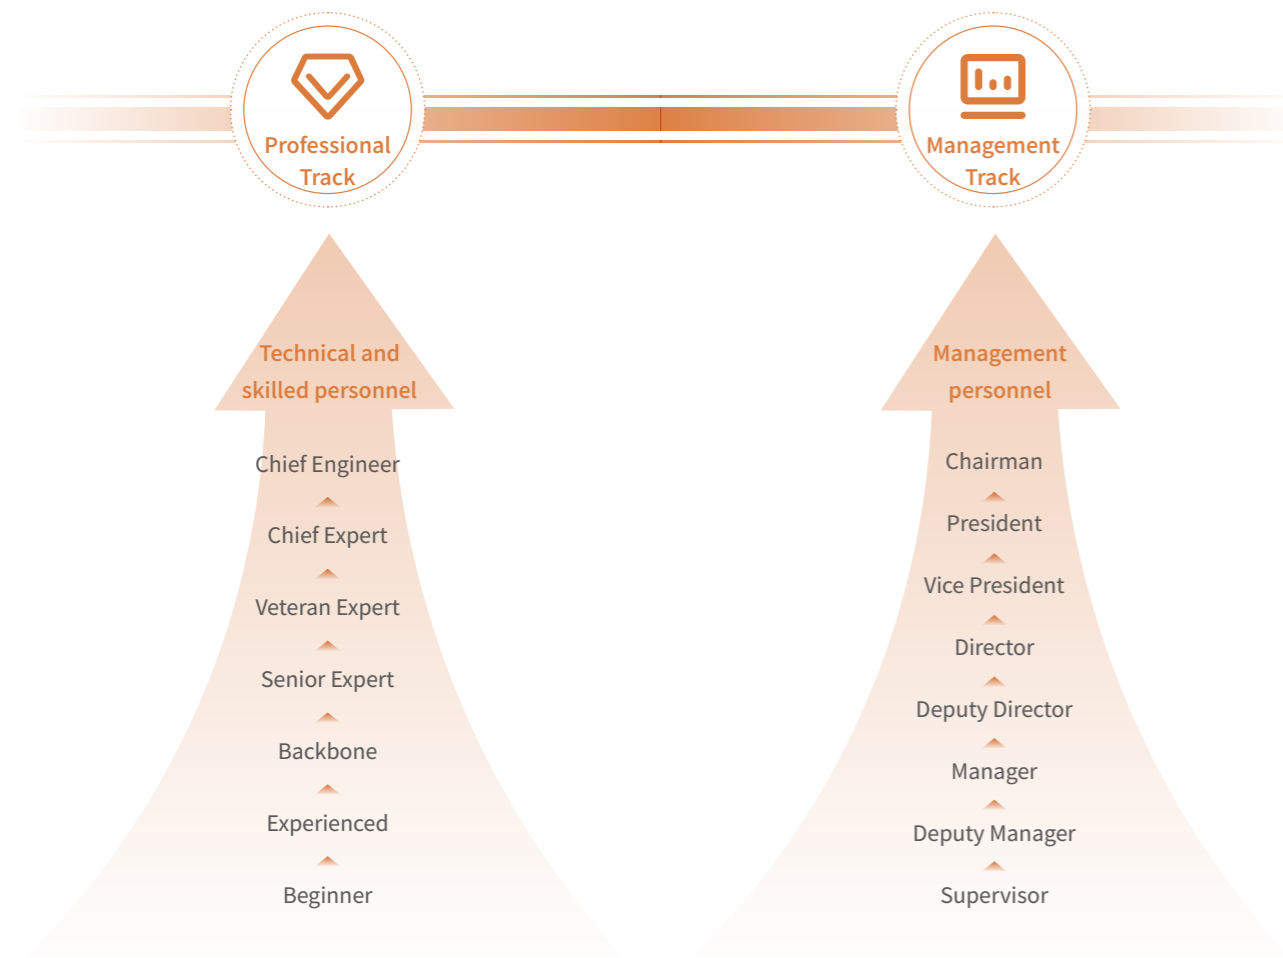 Professional
Track
Technical and
skilled personnel
Chief Engineer
Chief Expert
Veteran Expert
Senior Expert
Backbone
Experienced
Beginner
Management
Track
Management
personnel
Chairman
President
Vice President
Director
Deputy Director
Manager
Deputy Manager
Supervisor